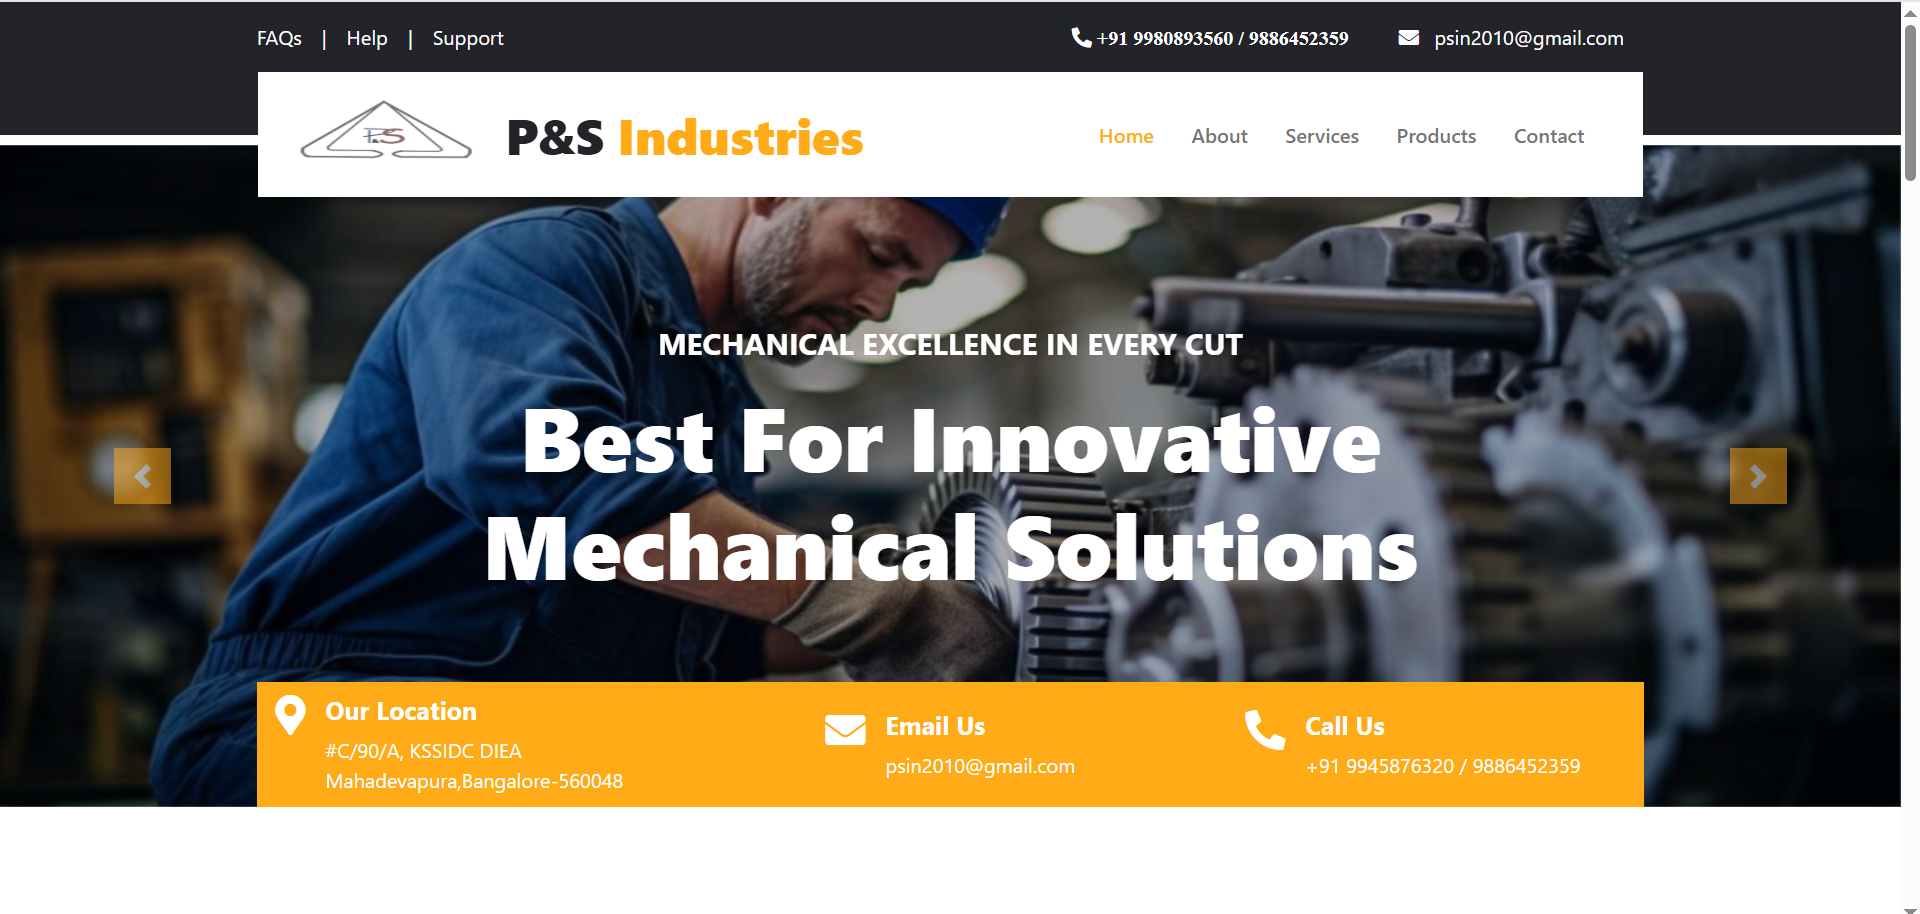 FAQs | Help | Support
+91 9980893560 / 9886452359
psin2010@gmail.com
P&S
P&S Industries
Home
About
Services
Products
Contact
MECHANICAL EXCELLENCE IN EVERY CUT
Best For Innovative
Mechanical Solutions
Our Location
#C/90/A, KSSIDC DIEA
Mahadevapura,Bangalore-560048
Email Us
psin2010@gmail.com
Call Us
+91 9945876320 / 9886452359